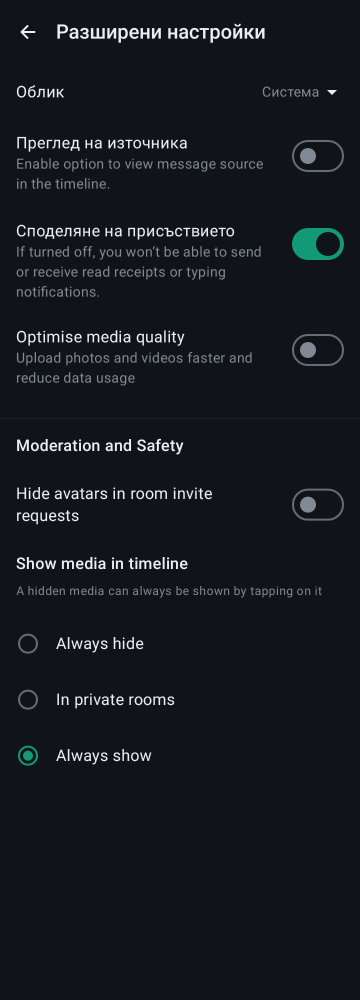 Разширени настройки
Облик
Система
Преглед на източника
Enable option to view message source
in the timeline.
Споделяне на присъствието
If turned off, you won’t be able to send
or receive read receipts or typing
notifications.
Optimise media quality
Upload photos and videos faster and
reduce data usage
Moderation and Safety
Hide avatars in room invite
requests
Show media in timeline
A hidden media can always be shown by tapping on it
Always hide
In private rooms
Always show